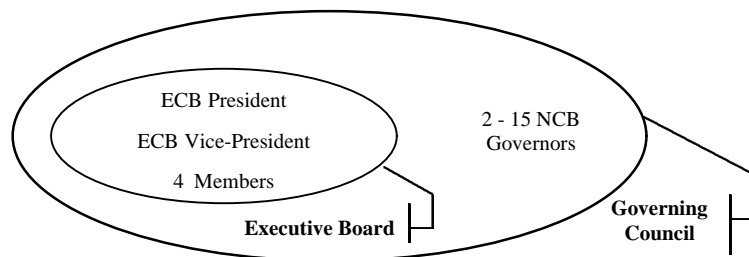 ECB President
ECB Vice-President
4 Members
2 - 15 NCB
Governors
Executive Board
Governing
Council